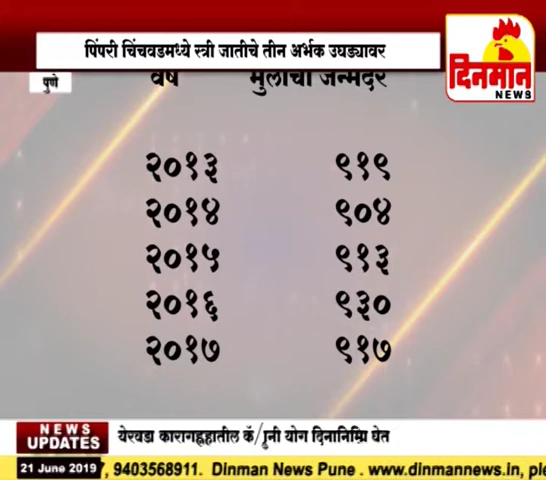 पिंपरी चिंचवडमध्ये स्त्री जातीचे तीन अर्भक उघड्यावर
दिनमान
NEWS
पुणे
वर्ष मुलींचा जन्मदर
२०१३ ९१९
२०१४ ९०४
२०१५ ९१३
२०१६ ९३०
२०१७ ९१७
NEWS UPDATES
येरवडा कारागृहातील
योग दिनानिम्ति घेत
21 June 2019
9403568911. Dinman News Pune . www.dinmannews.in, ple